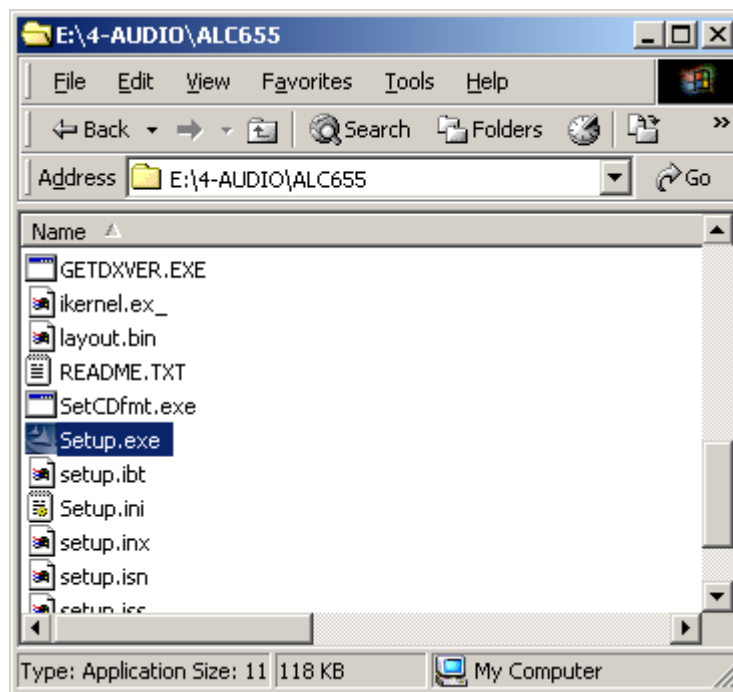 E:\4-AUDIO\ALC655
File Edit View Favorites Tools Help
Back Search Folders »
Address E:\4-AUDIO\ALC655 Go
Name
GETDXVER.EXE
ikernel.ex_
layout.bin
README.TXT
SetCDfmt.exe
Setup.exe
setup.ibt
Setup.ini
setup.inx
setup.isn
setup.iss
Type: Application Size: 11 118 KB My Computer